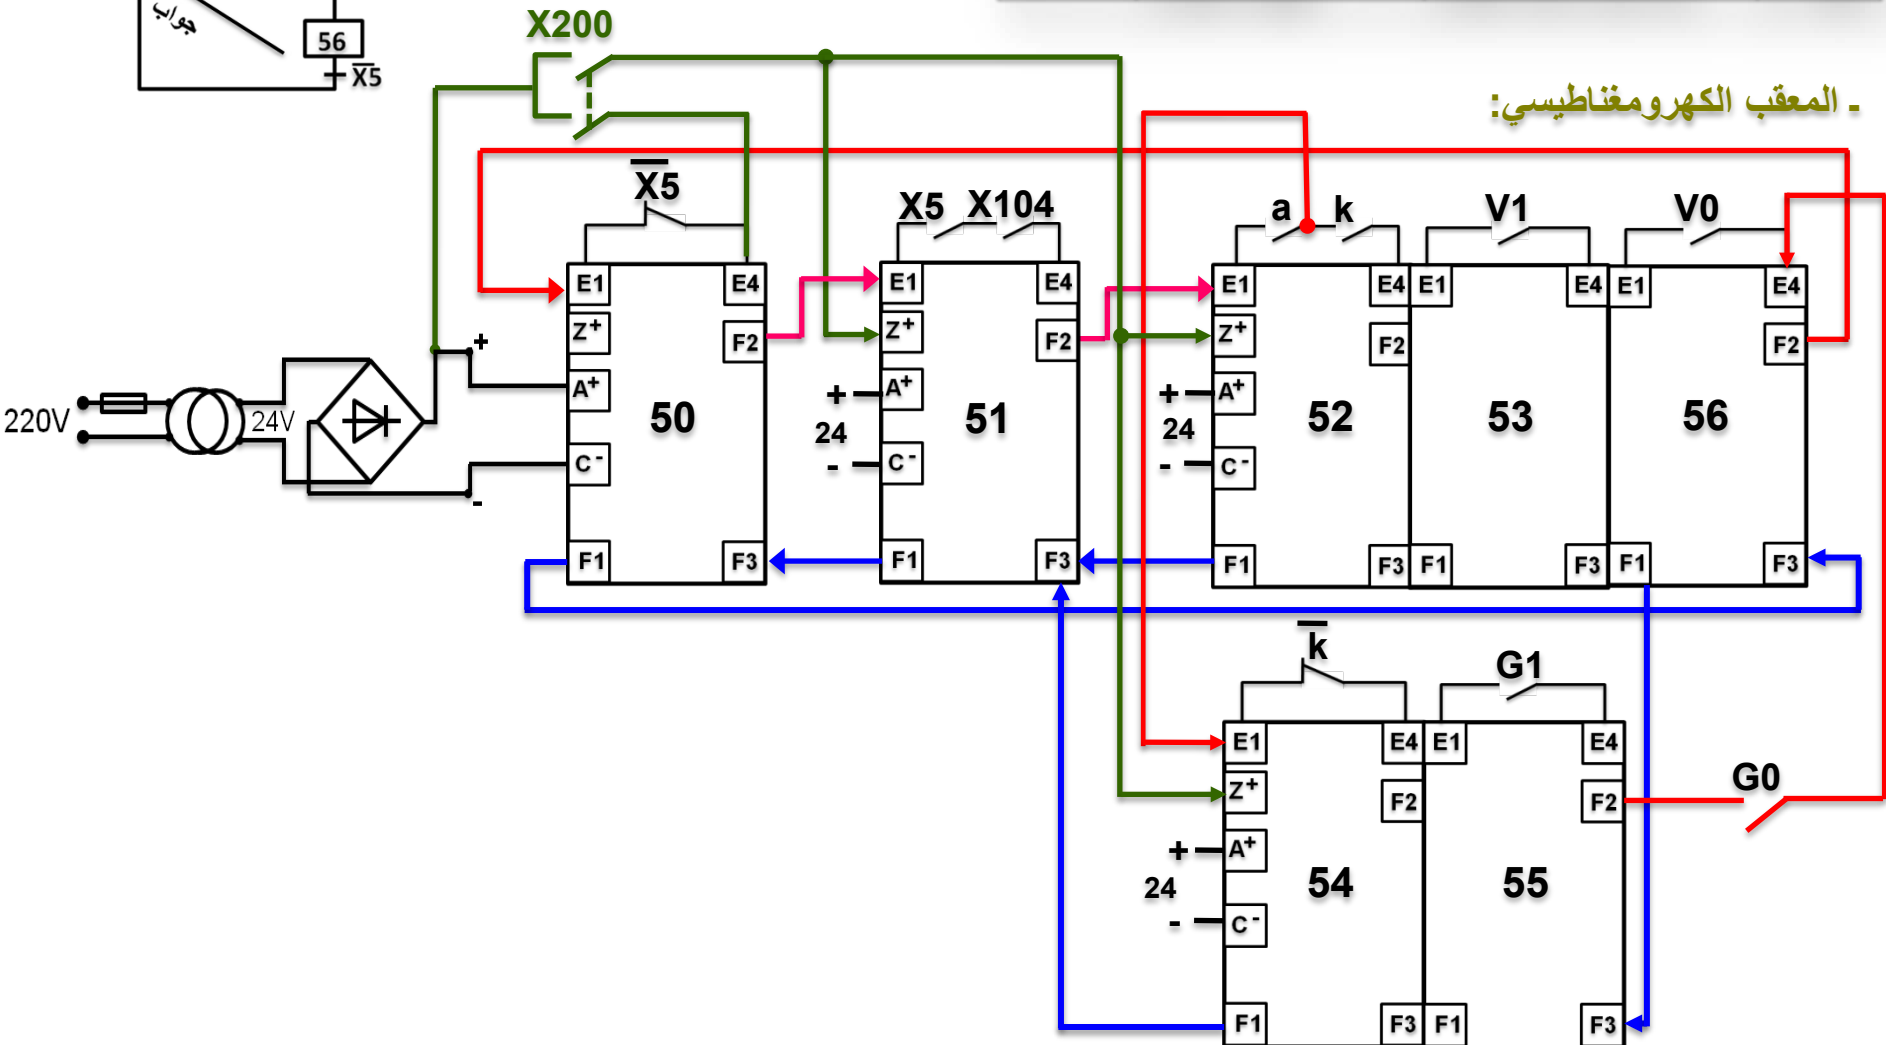 جواب
56
X̅5
X200
- المعقب الكهرومغناطيسي:
X̅5
X5 X104
a k V1 V0
E1 E4 E1 E4 E1 E4 E1 E4 E1 E4
Z+ F2 Z+ F2 Z+ F2 F2
+ A+ + A+ + A+
220V 24V 50 24 51 24 52 53 56
C- - C- - C-
-
F1 F3 F1 F3 F1 F3 F1 F3 F1 F3
k̅ G1
E1 E4 E1 E4
Z+ F2 F2 G0
+ A+
24 54 55
- C-
F1 F3 F1 F3